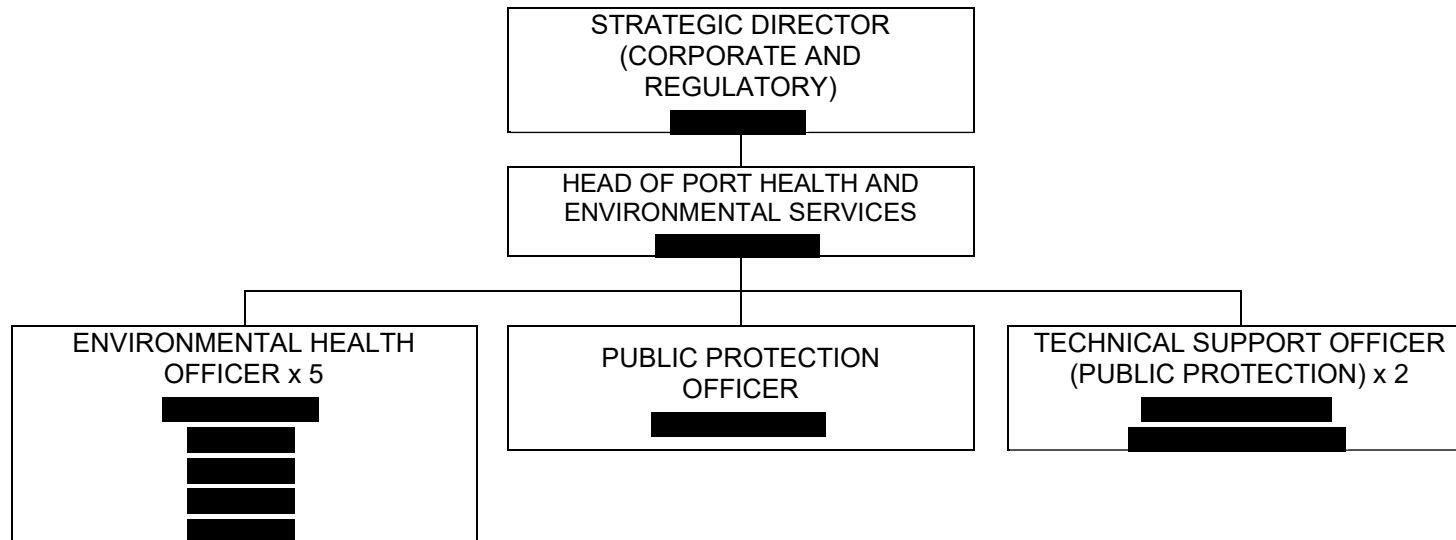 STRATEGIC DIRECTOR
(CORPORATE AND
REGULATORY)
HEAD OF PORT HEALTH AND
ENVIRONMENTAL SERVICES
ENVIRONMENTAL HEALTH
OFFICER x 5
PUBLIC PROTECTION
OFFICER
TECHNICAL SUPPORT OFFICER
(PUBLIC PROTECTION) x 2